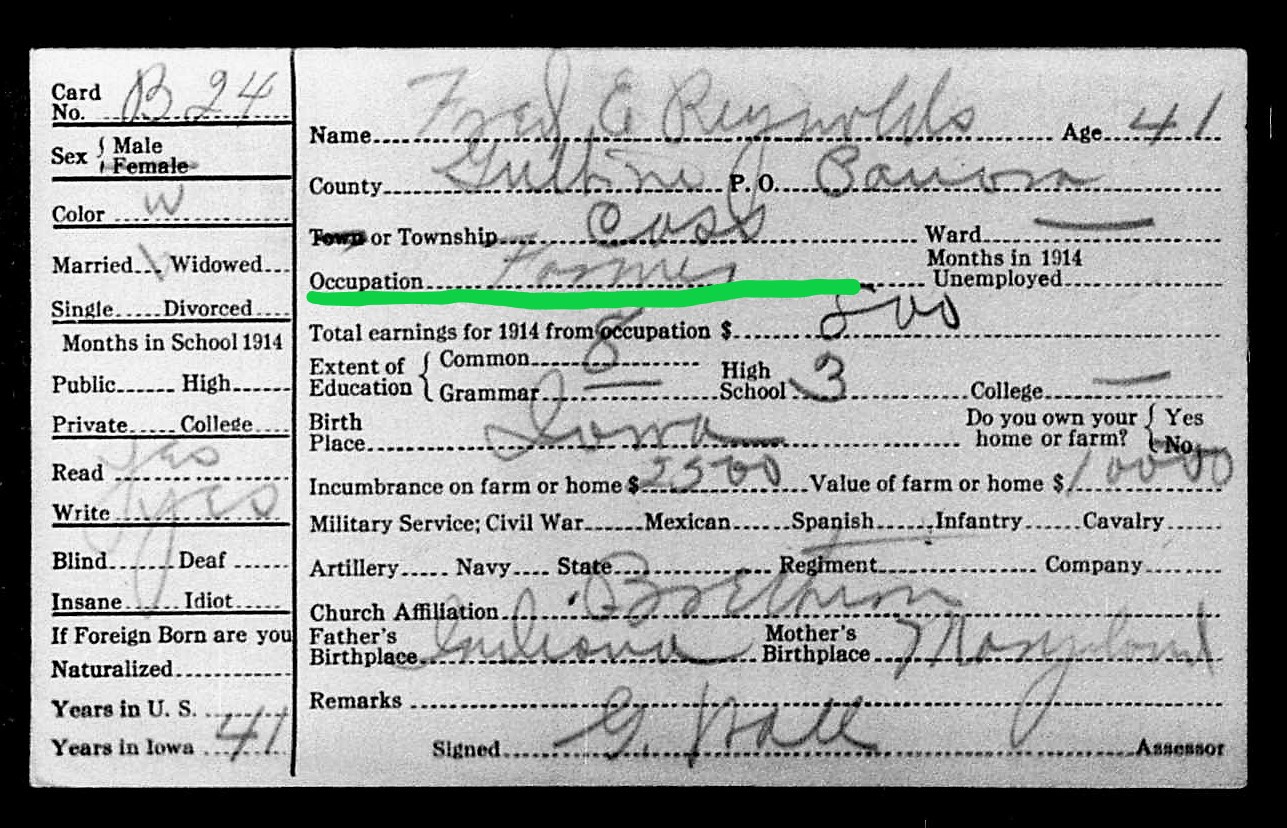 Card No. B 24
Sex { Male
Female
Color W
Married \ Widowed
Single Divorced
Months in School 1914
Public High
Private College
Read Yes
Write yes
Blind Deaf
Insane Idiot
If Foreign Born are you
Naturalized
Years in U. S.
Years in Iowa 41
Name Fred E Reynolds Age 41
County Guthrie P. O. Panora
Town or Township Cass Ward —
Occupation Farmer Months in 1914 Unemployed
Total earnings for 1914 from occupation $ 800
Extent of Education { Common 8
Grammar — High School 3 College —
Birth Place Iowa Do you own your home or farm? { Yes
No
Incumbrance on farm or home $ 2500 Value of farm or home $ 10000
Military Service; Civil War Mexican Spanish Infantry Cavalry
Artillery Navy State Regiment Company
Church Affiliation
Father's Birthplace Indiana Mother's Birthplace Maryland
Remarks
Signed G. Hall Assessor